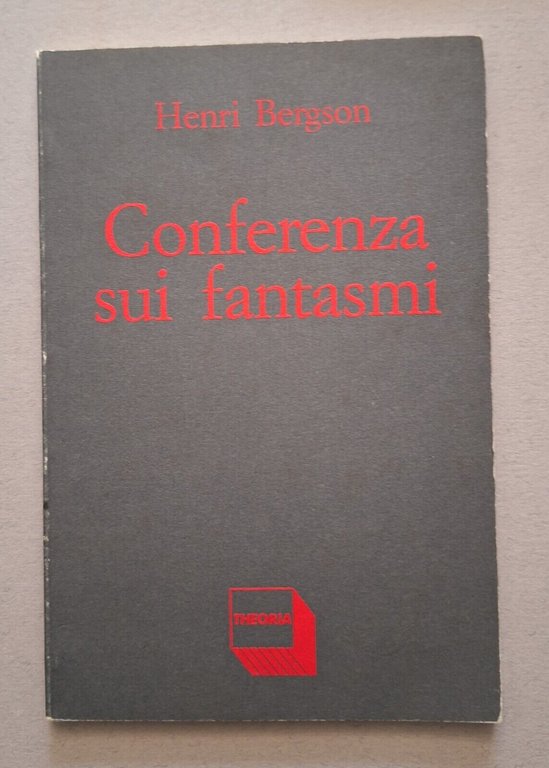 Henri Bergson
Conferenza
sui fantasmi
THEORIA